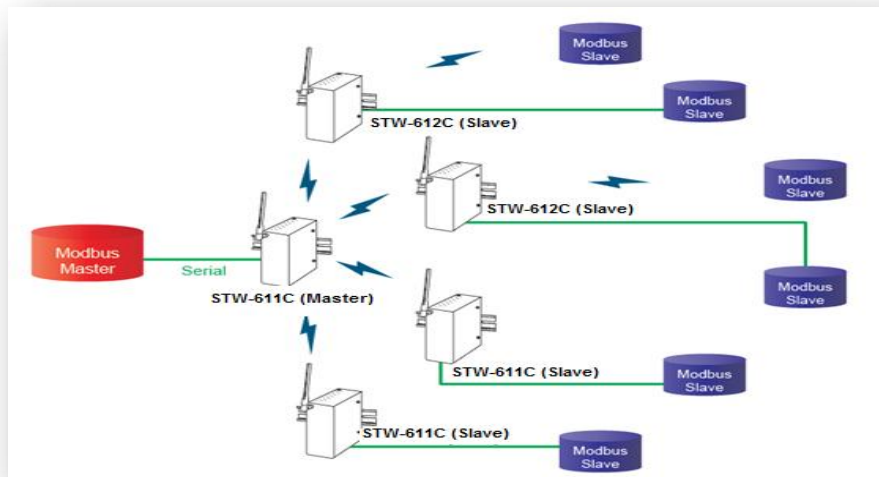 Modbus
Slave
Modbus
Slave
STW-612C (Slave)
Modbus
Slave
STW-612C (Slave)
Modbus
Master
Serial
STW-611C (Master)
Modbus
Slave
STW-611C (Slave)
Modbus
Slave
STW-611C (Slave)
Modbus
Slave